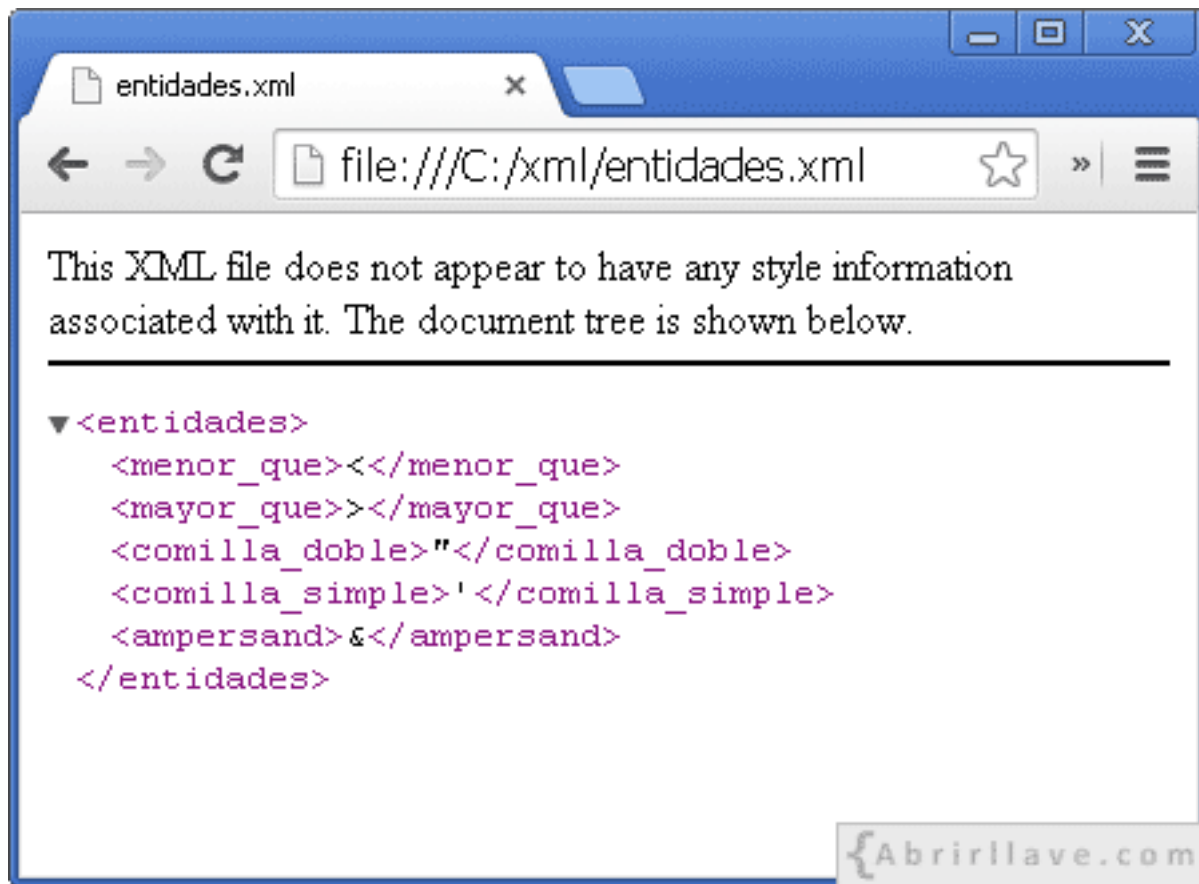 entidades.xml
file:///C:/xml/entidades.xml
This XML file does not appear to have any style information
associated with it. The document tree is shown below.
<entidades>
<menor_que><</menor_que>
<mayor_que>></mayor_que>
<comilla_doble>"</comilla_doble>
<comilla_simple>'</comilla_simple>
<ampersand>&</ampersand>
</entidades>
{Abrirllave.com